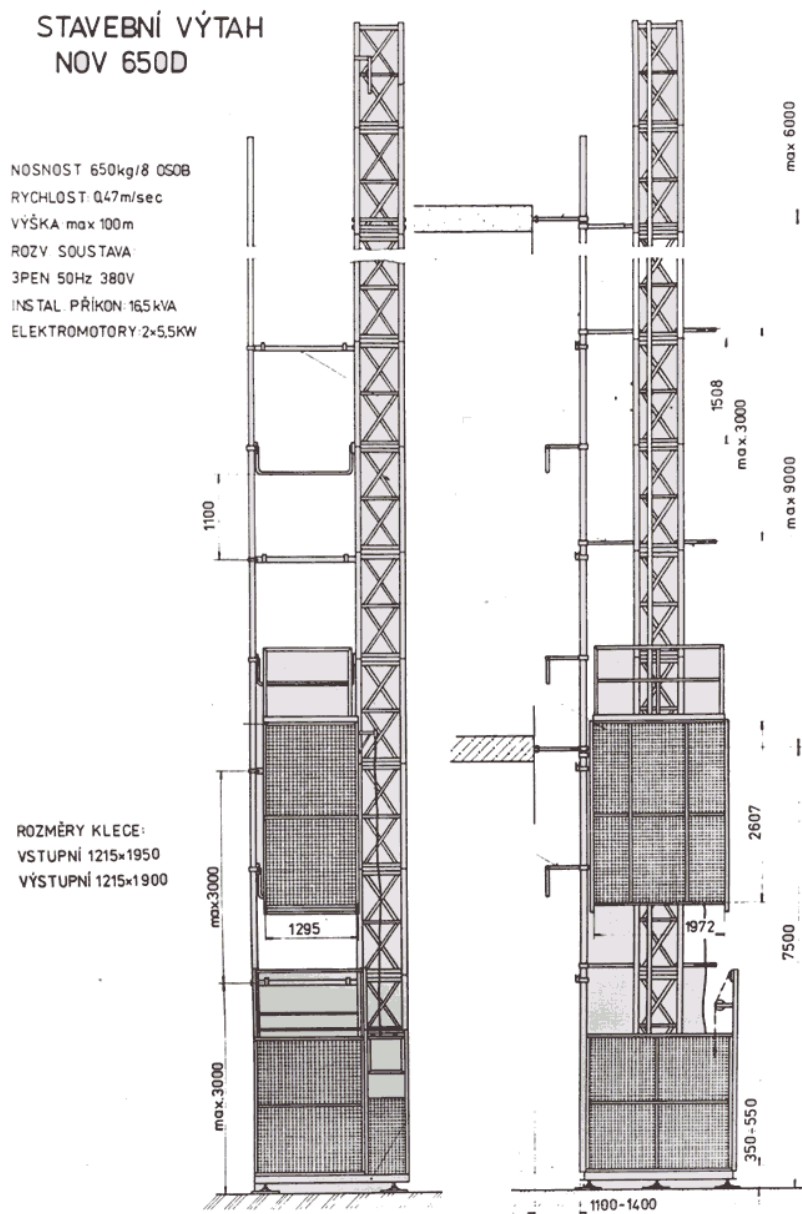 STAVEBNÍ VÝTAH
NOV 650D
NOSNOST 650kg/8 OSOB
RYCHLOST: 0,47m/sec
VÝŠKA max 100m
ROZV. SOUSTAVA:
3PEN 50Hz 380V
INSTAL. PŘÍKON: 16,5 kVA
ELEKTROMOTORY: 2×5,5KW
max 6000
1508
max.3000
max 9000
1100
ROZMĚRY KLECE:
VSTUPNÍ 1215×1950
VÝSTUPNÍ 1215×1900
max3000
1295
2607
1972
7500
max.3000
350÷550
1100-1400